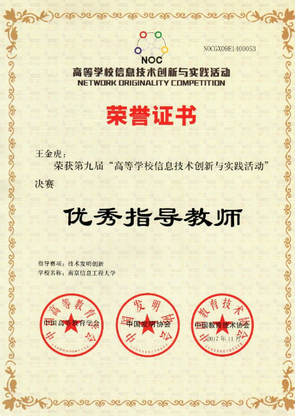 NOCGX09E1400053
NOC
高等学校信息技术创新与实践活动
NETWORK ORIGINALITY COMPETITION
荣誉证书
王金虎：
荣获第九届“高等学校信息技术创新与实践活动”
决赛
优秀指导教师
指导赛项：技术发明创新
学校名称：南京信息工程大学
中国高等教育学会
中国发明协会
中国教育技术协会
2017年11月